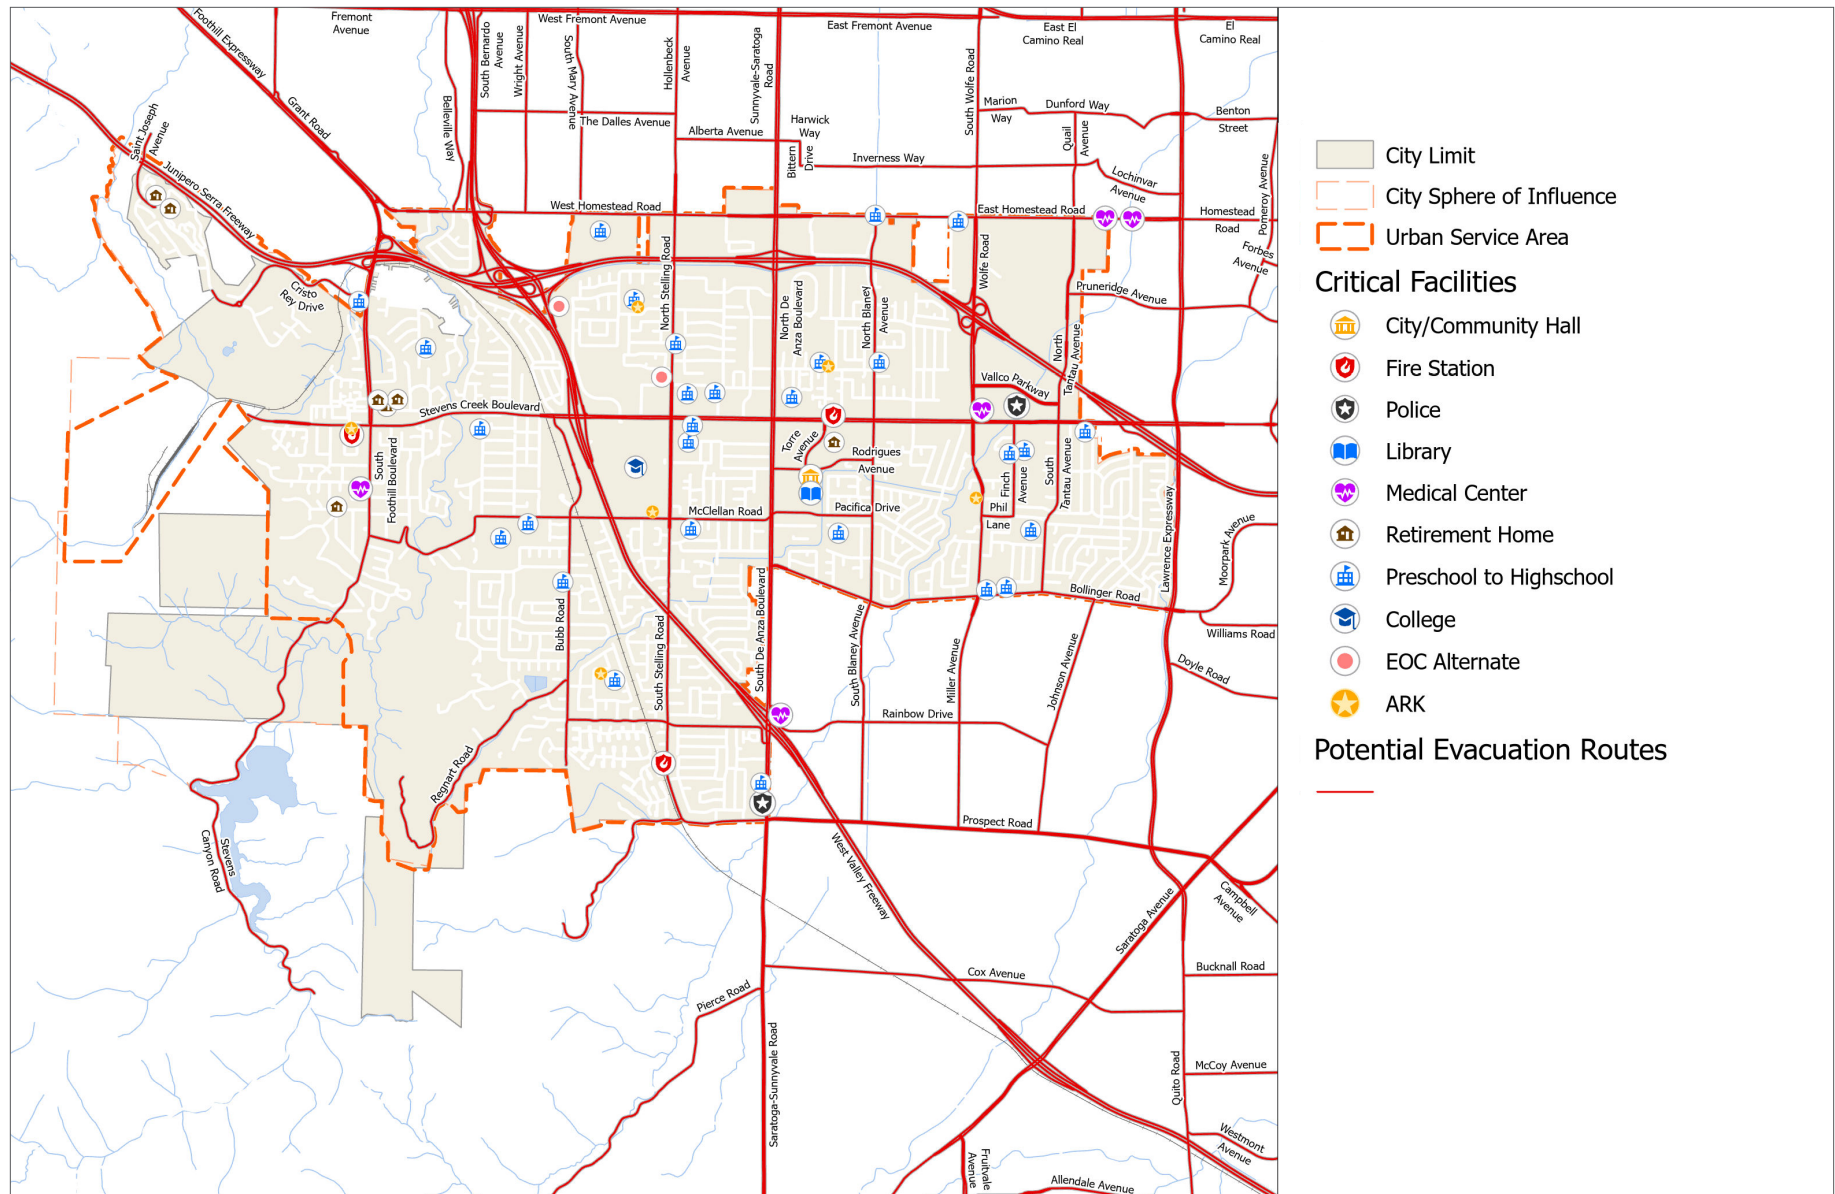 Foothill Expressway
Fremont
Avenue
South Bernardo
Avenue
Wright Avenue
West Fremont Avenue
South Mary Avenue
Hollenbeck
Avenue
Sunnyvale-Saratoga
Road
East Fremont Avenue
South Wolfe Road
East El
Camino Real
El
Camino Real
Grant Road
Belleville Way
The Dalles Avenue
Alberta Avenue
Harwick
Way
Bittern
Drive
Inverness Way
Marion
Way
Dunford Way
Quail
Avenue
Benton
Street
Lochinvar
Avenue
Pomeroy Avenue
Saint Joseph
Avenue
Junipero Serra Freeway
West Homestead Road
East Homestead Road
Homestead
Road
Forbes
Avenue
Cristo
Rey Drive
North Stelling Road
North De
Anza Boulevard
North Blaney
Avenue
Wolfe Road
Pruneridge Avenue
North
Tantau Avenue
Vallco Parkway
Stevens Creek Boulevard
South
Foothill Boulevard
Torre
Avenue
Rodrigues
Avenue
Finch
Avenue
South
Tantau Avenue
Phil
Lane
McClellan Road
Pacifica Drive
Lawrence Expressway
Moorpark Avenue
Bubb Road
South Stelling Road
South De Anza Boulevard
South Blaney Avenue
Miller Avenue
Johnson Avenue
Bollinger Road
Williams Road
Doyle Road
Rainbow Drive
Regnart Road
Prospect Road
Stevens
Canyon Road
West Valley Freeway
Saratoga Avenue
Campbell
Avenue
Cox Avenue
Bucknall Road
Pierce Road
Saratoga-Sunnyvale Road
Quito Road
McCoy Avenue
Westmont
Avenue
Fruitvale
Avenue
Allendale Avenue
City Limit
City Sphere of Influence
Urban Service Area
Critical Facilities
City/Community Hall
Fire Station
Police
Library
Medical Center
Retirement Home
Preschool to Highschool
College
EOC Alternate
ARK
Potential Evacuation Routes